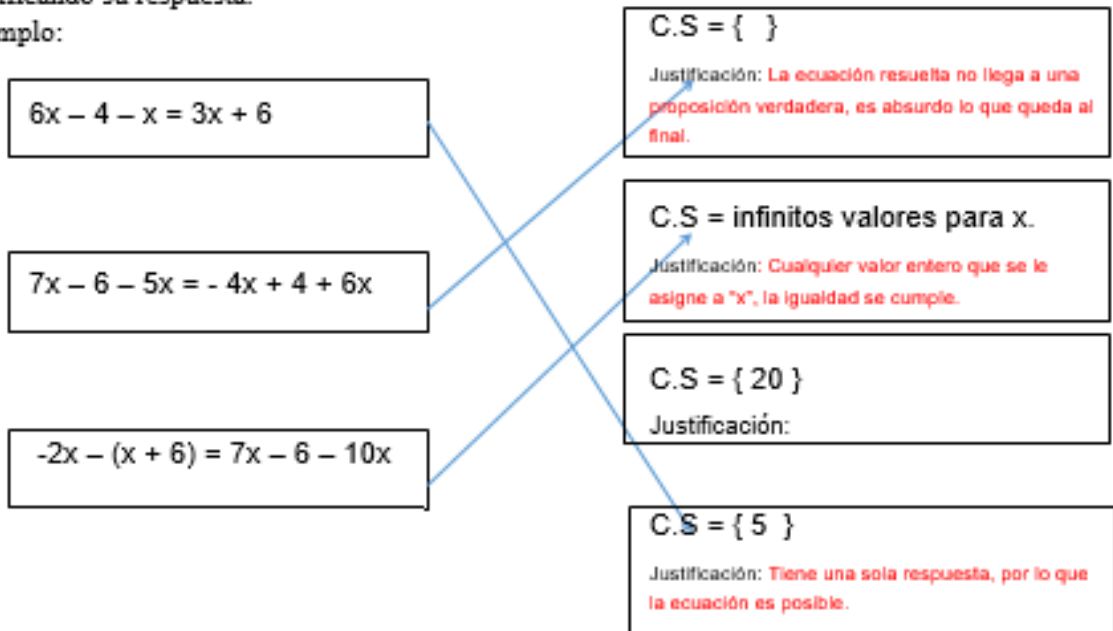 su respuesta.
6x – 4 – x = 3x + 6
7x – 6 – 5x = - 4x + 4 + 6x
-2x – (x + 6) = 7x – 6 – 10x
C.S = { }
Justificación: La ecuación resuelta no llega a una
proposición verdadera, es absurdo lo que queda al
final.
C.S = infinitos valores para x.
Justificación: Cualquier valor entero que se le
asigne a "x", la igualdad se cumple.
C.S = { 20 }
Justificación:
C.S = { 5 }
Justificación: Tiene una sola respuesta, por lo que
la ecuación es posible.